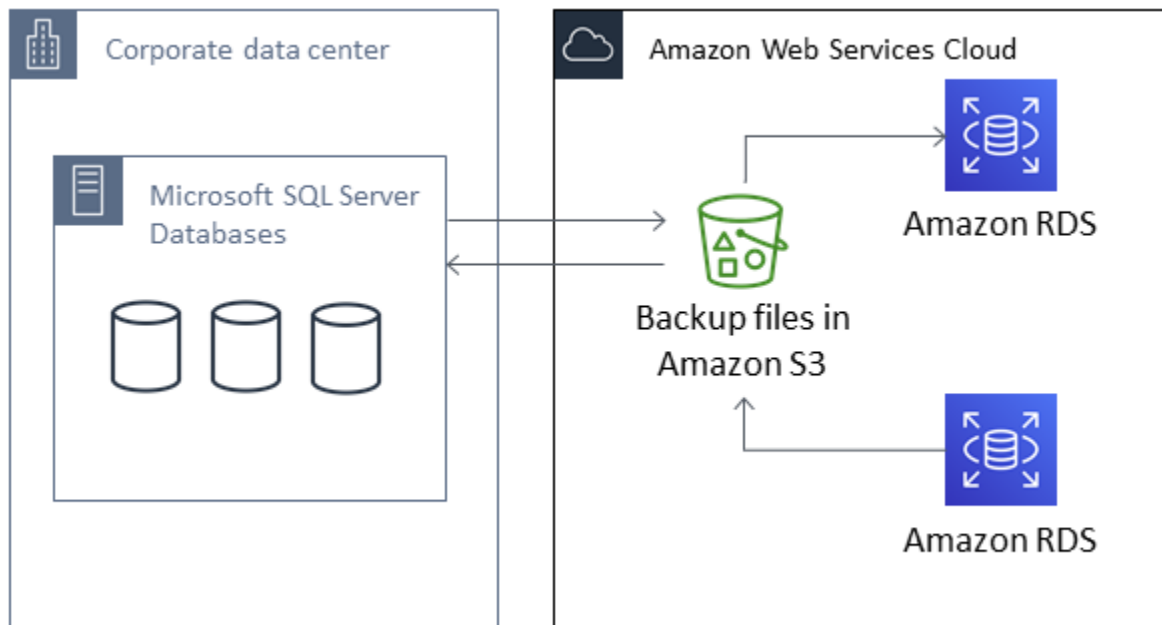 Corporate data center
Amazon Web Services Cloud
Microsoft SQL Server
Databases
Amazon RDS
Backup files in
Amazon S3
Amazon RDS